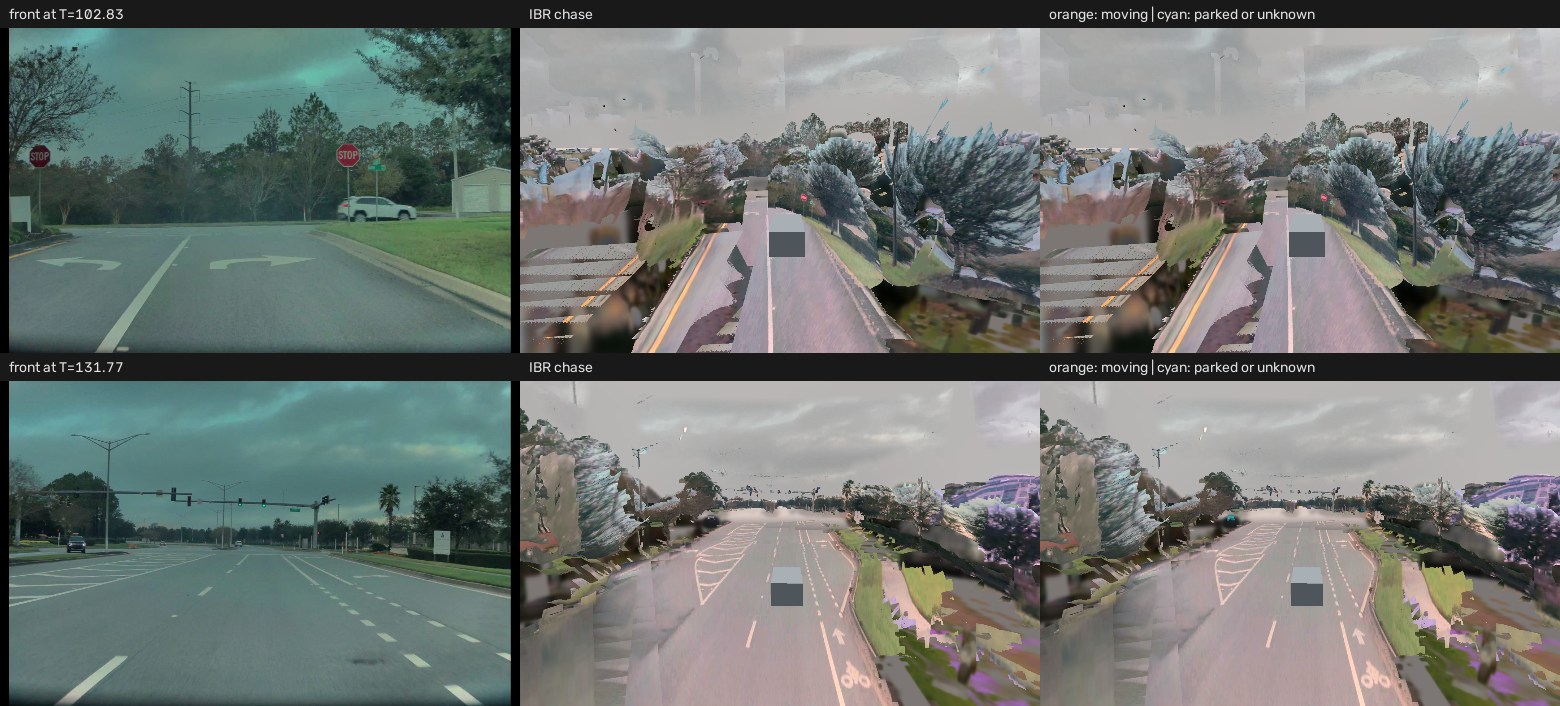 front at T=102.83
IBR chase
orange: moving | cyan: parked or unknown
STOP
STOP
front at T=131.77
IBR chase
orange: moving | cyan: parked or unknown